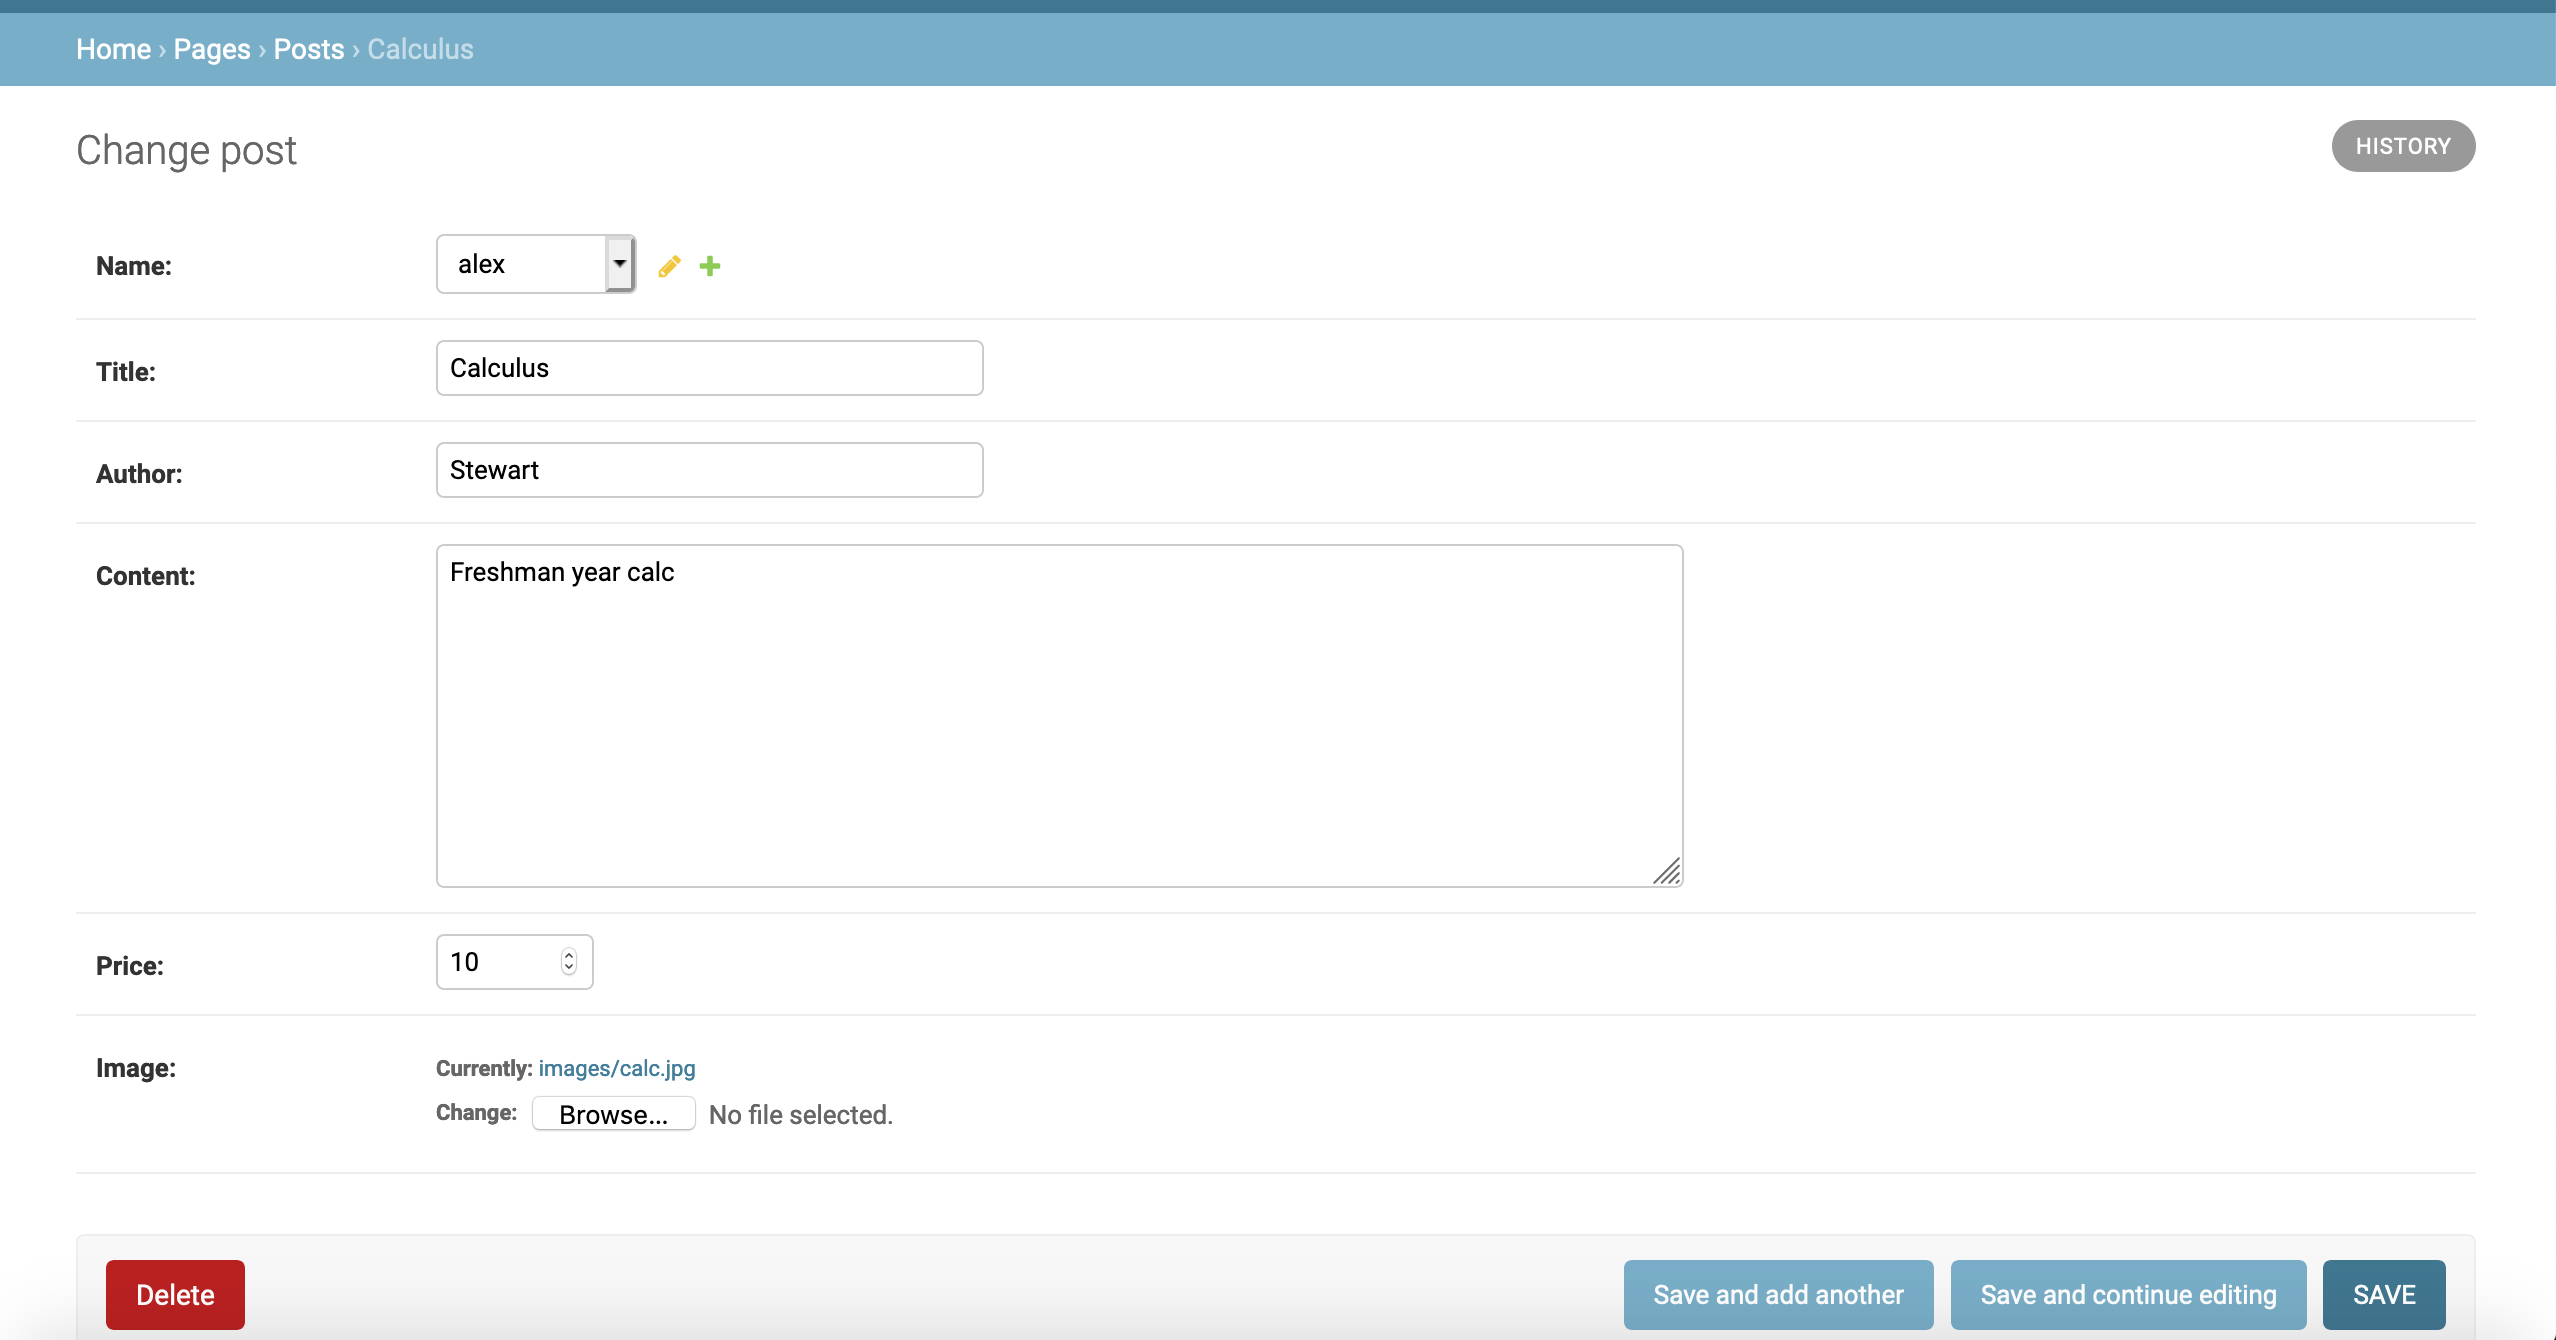 Home › Pages › Posts › Calculus
Change post
HISTORY
Name: alex
Title: Calculus
Author: Stewart
Content: Freshman year calc
Price: 10
Image: Currently: images/calc.jpg
Change: Browse... No file selected.
Delete Save and add another Save and continue editing SAVE